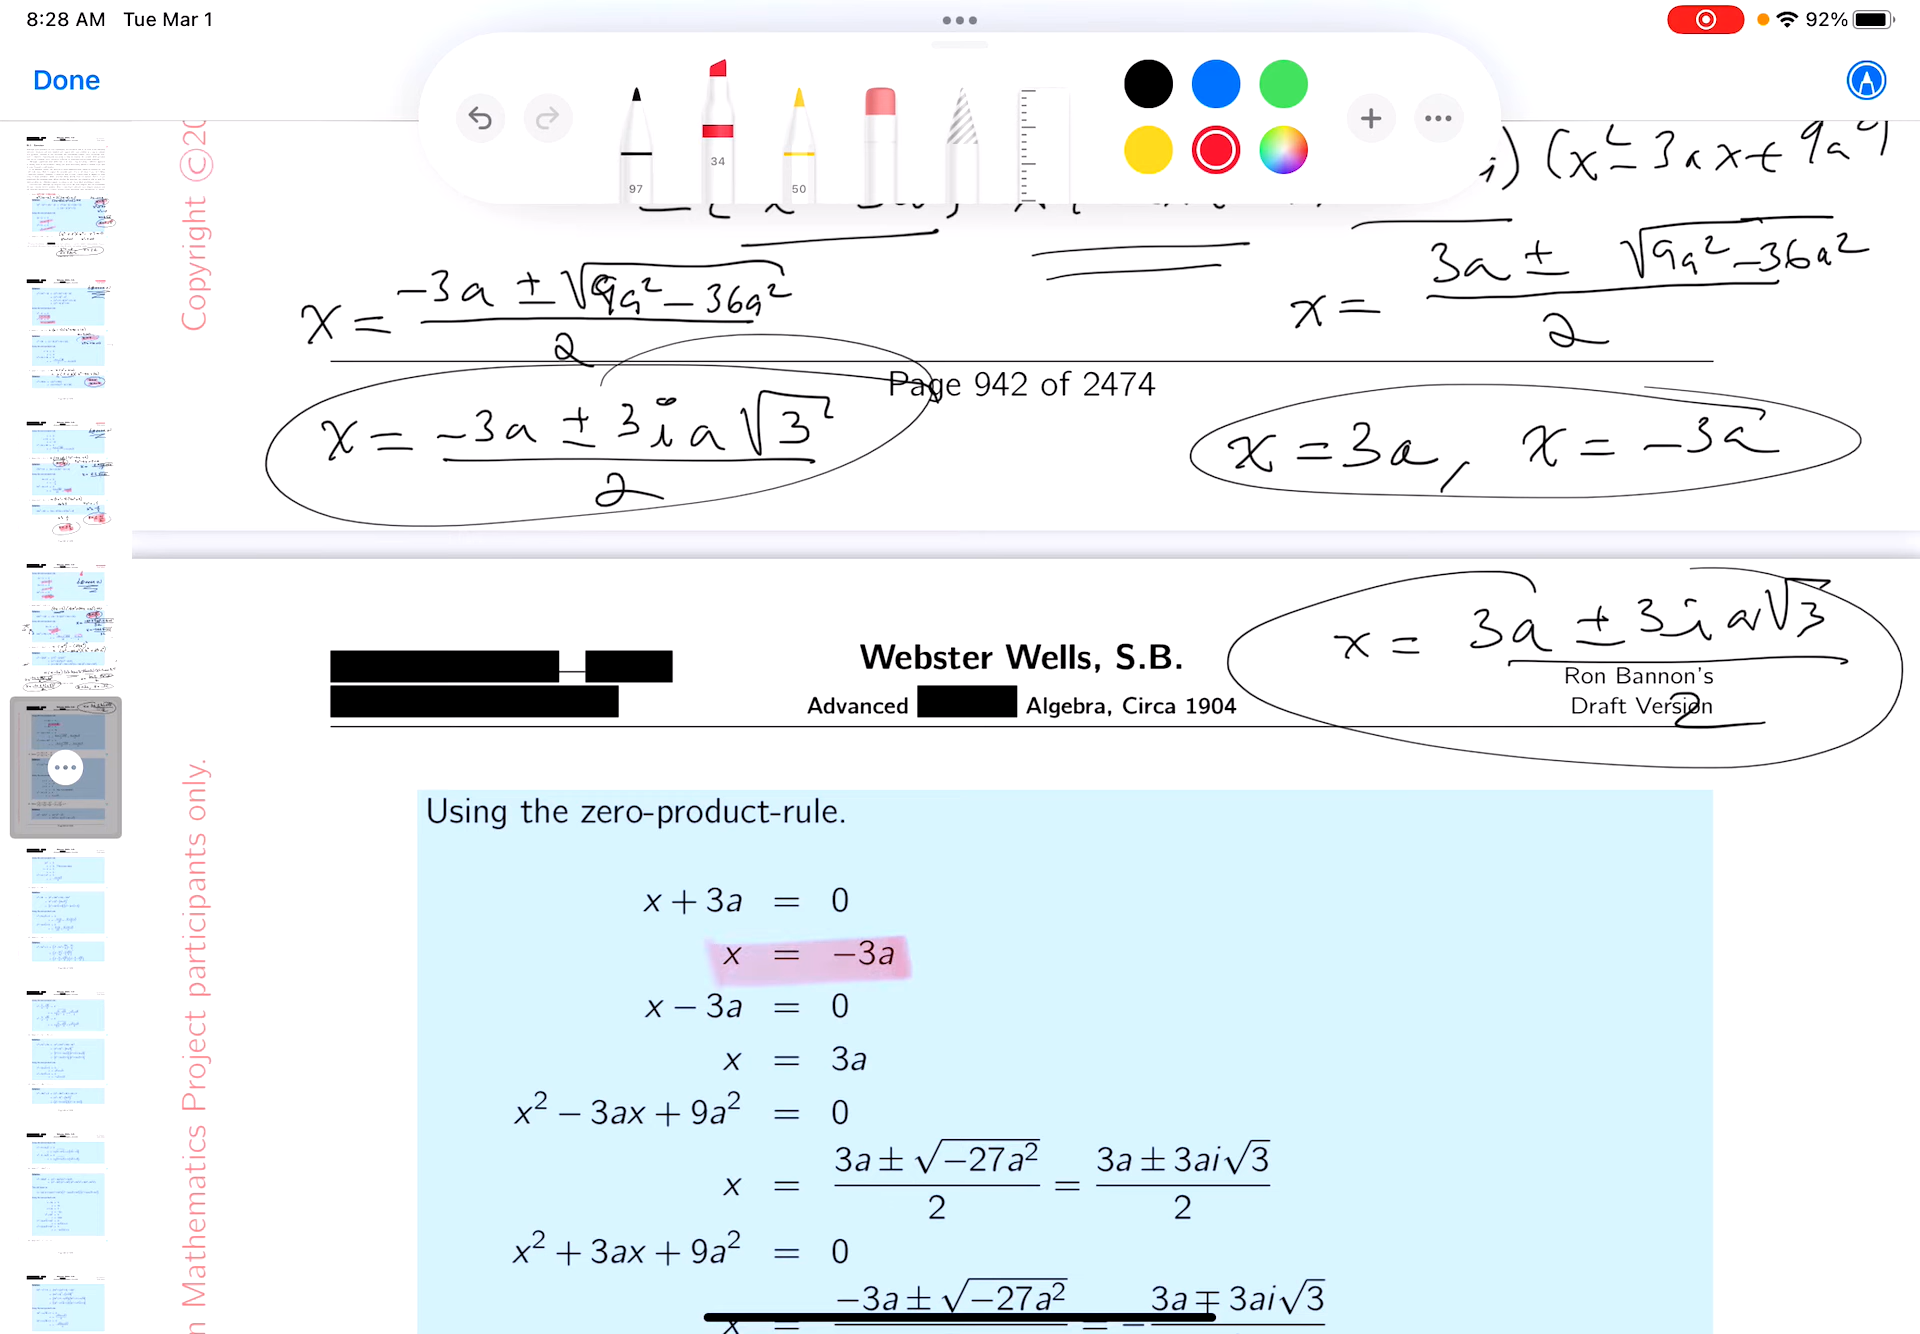 8:28 AM Tue Mar 1
92%
Done
97
34
50
Copyright ©20
) (x² − 3ax + 9a²
x = −3a ± √9a² − 36a² / 2
x = 3a ± √9a² − 36a² / 2
Page 942 of 2474
x = −3a ± 3ia√3 / 2
x = 3a, x = −3a
x = 3a ± 3ia√3 / 2
Webster Wells, S.B.
Advanced Algebra, Circa 1904
Ron Bannon's
Draft Version
n Mathematics Project participants only.
Using the zero-product-rule.
x + 3a = 0
x = −3a
x − 3a = 0
x = 3a
x² − 3ax + 9a² = 0
x = 3a ± √−27a² / 2 = 3a ± 3ai√3 / 2
x² + 3ax + 9a² = 0
x = −3a ± √−27a² = − 3a ∓ 3ai√3